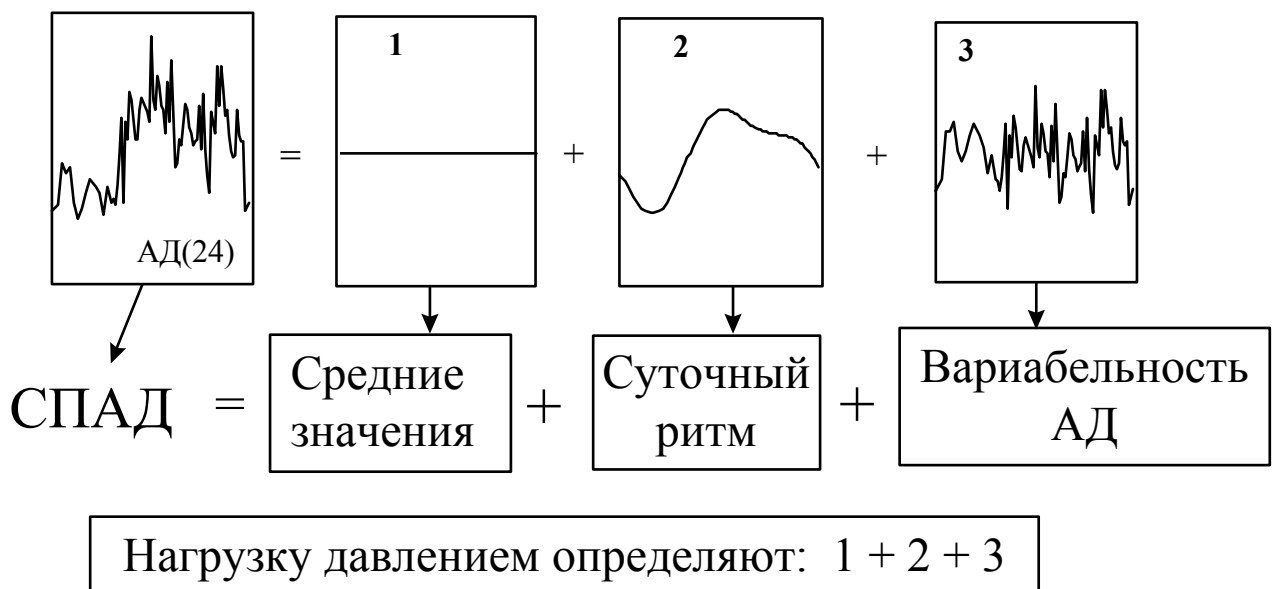 1
2
3
= + +
АД(24)
СПАД = Средние значения + Суточный ритм + Вариабельность АД
Нагрузку давлением определяют: 1 + 2 + 3